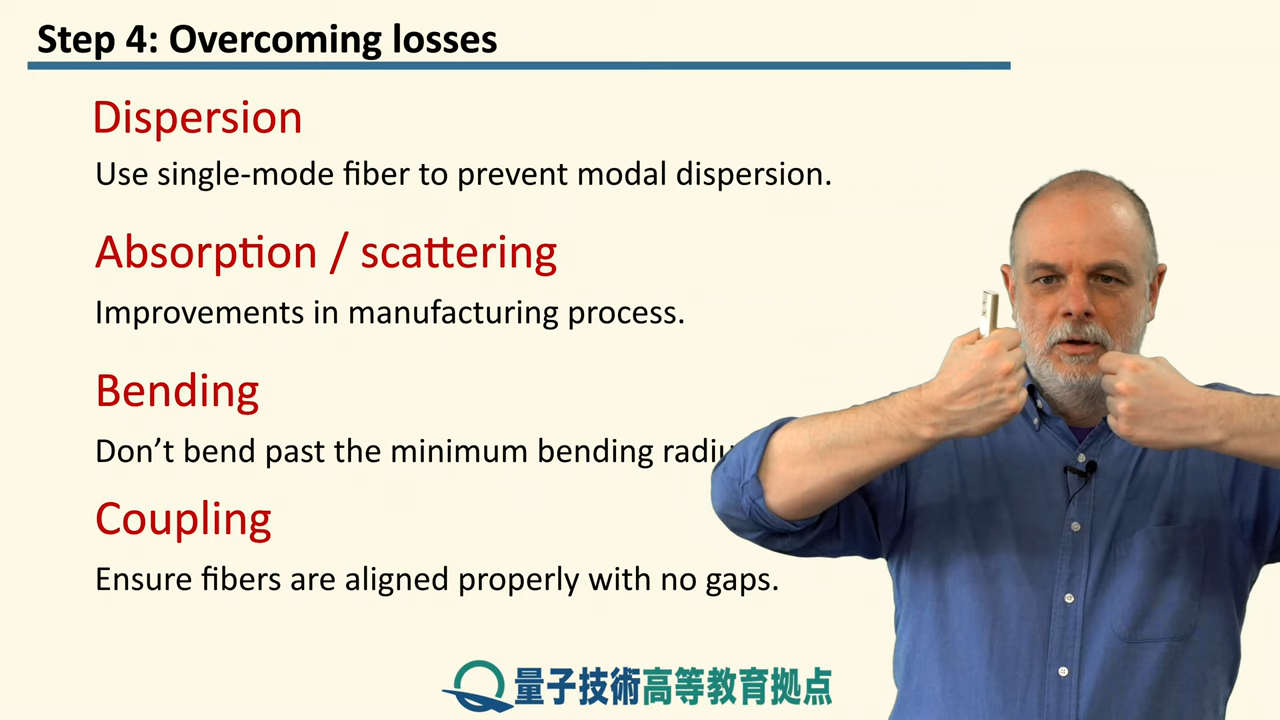 Step 4: Overcoming losses
Dispersion
Use single-mode fiber to prevent modal dispersion.
Absorption / scattering
Improvements in manufacturing process.
Bending
Don’t bend past the minimum bending
Coupling
Ensure fibers are aligned properly with no gaps.
量子技術高等教育拠点